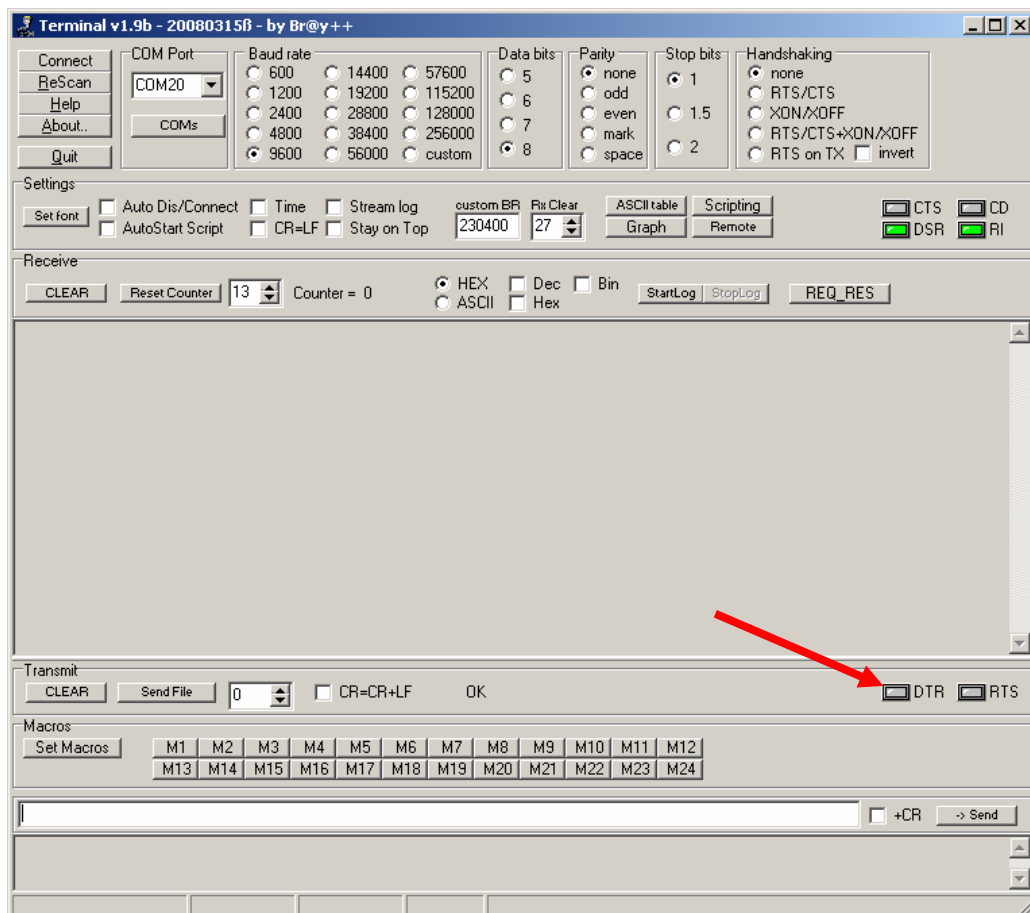 Terminal v1.9b - 20080315ß - by Br@y++
Connect
ReScan
Help
About..
Quit
COM Port
COM20
COMs
Baud rate
600 14400 57600
1200 19200 115200
2400 28800 128000
4800 38400 256000
9600 56000 custom
Data bits
5
6
7
8
Parity
none
odd
even
mark
space
Stop bits
1
1.5
2
Handshaking
none
RTS/CTS
XON/XOFF
RTS/CTS+XON/XOFF
RTS on TX invert
Settings
Set font
Auto Dis/Connect Time Stream log
AutoStart Script CR=LF Stay on Top
custom BR Rx Clear
230400 27
ASCII table Scripting
Graph Remote
CTS CD
DSR RI
Receive
CLEAR Reset Counter 13 Counter = 0
HEX Dec Bin
ASCII Hex
StartLog StopLog REQ_RES
Transmit
CLEAR Send File 0 CR=CR+LF OK DTR RTS
Macros
Set Macros M1 M2 M3 M4 M5 M6 M7 M8 M9 M10 M11 M12
M13 M14 M15 M16 M17 M18 M19 M20 M21 M22 M23 M24
+CR -> Send